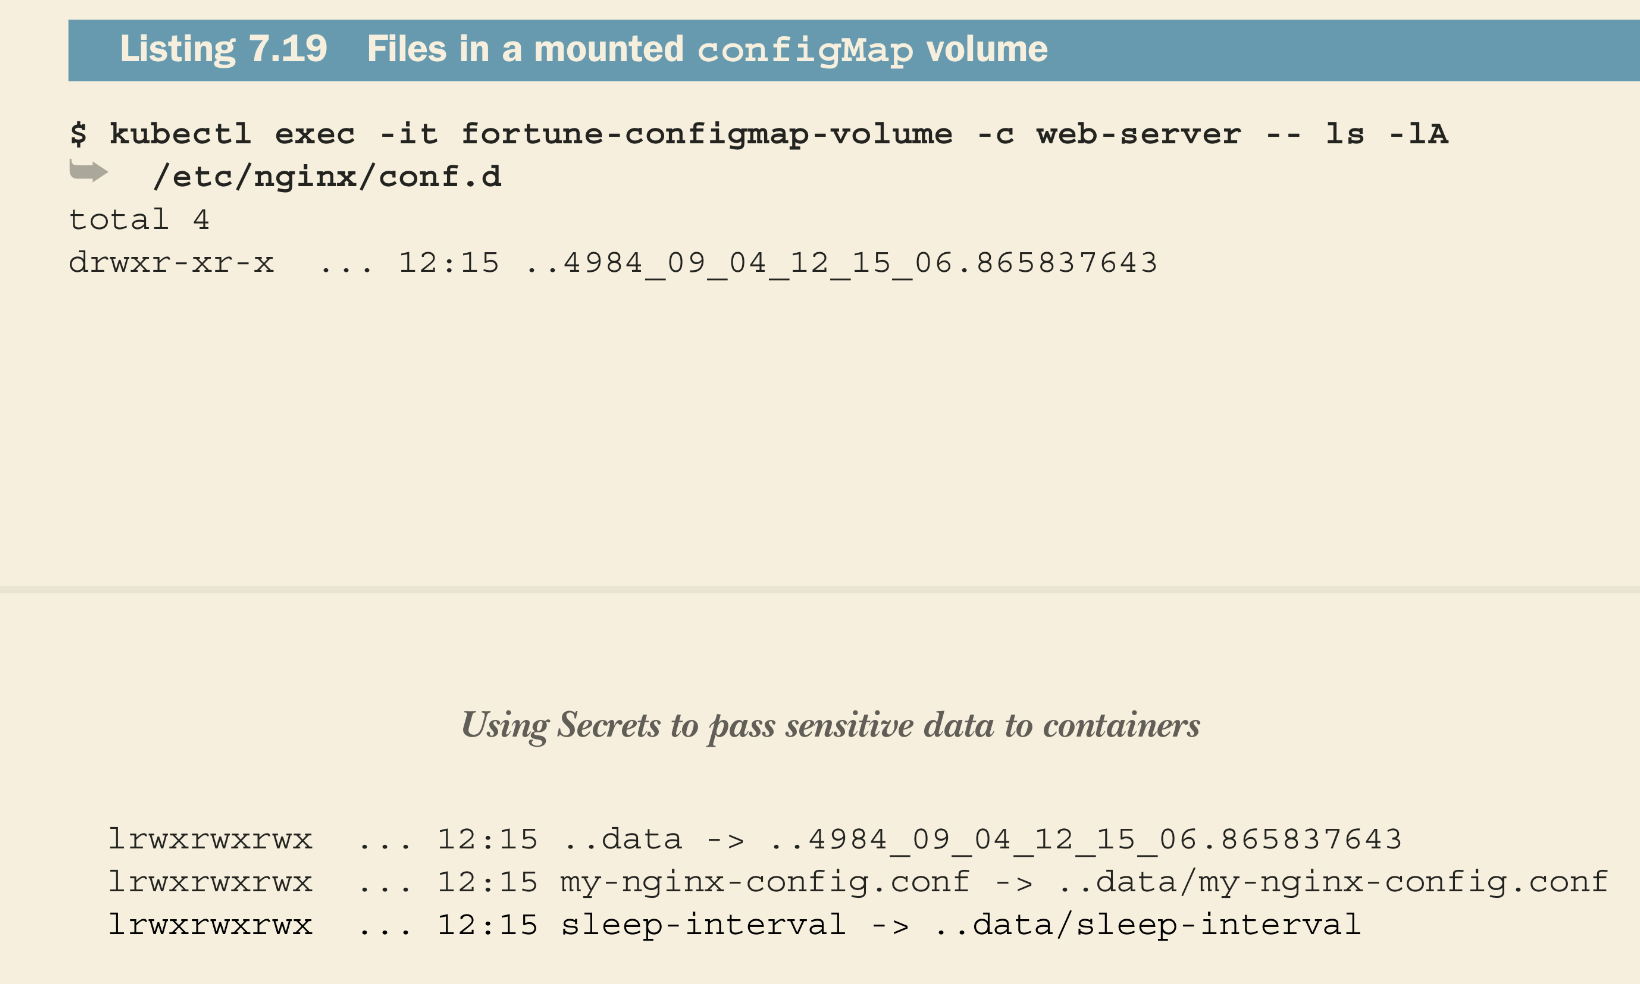 Listing 7.19 Files in a mounted configMap volume
$ kubectl exec -it fortune-configmap-volume -c web-server -- ls -lA
/etc/nginx/conf.d
total 4
drwxr-xr-x ... 12:15 ..4984_09_04_12_15_06.865837643
Using Secrets to pass sensitive data to containers
lrwxrwxrwx ... 12:15 ..data -> ..4984_09_04_12_15_06.865837643
lrwxrwxrwx ... 12:15 my-nginx-config.conf -> ..data/my-nginx-config.conf
lrwxrwxrwx ... 12:15 sleep-interval -> ..data/sleep-interval